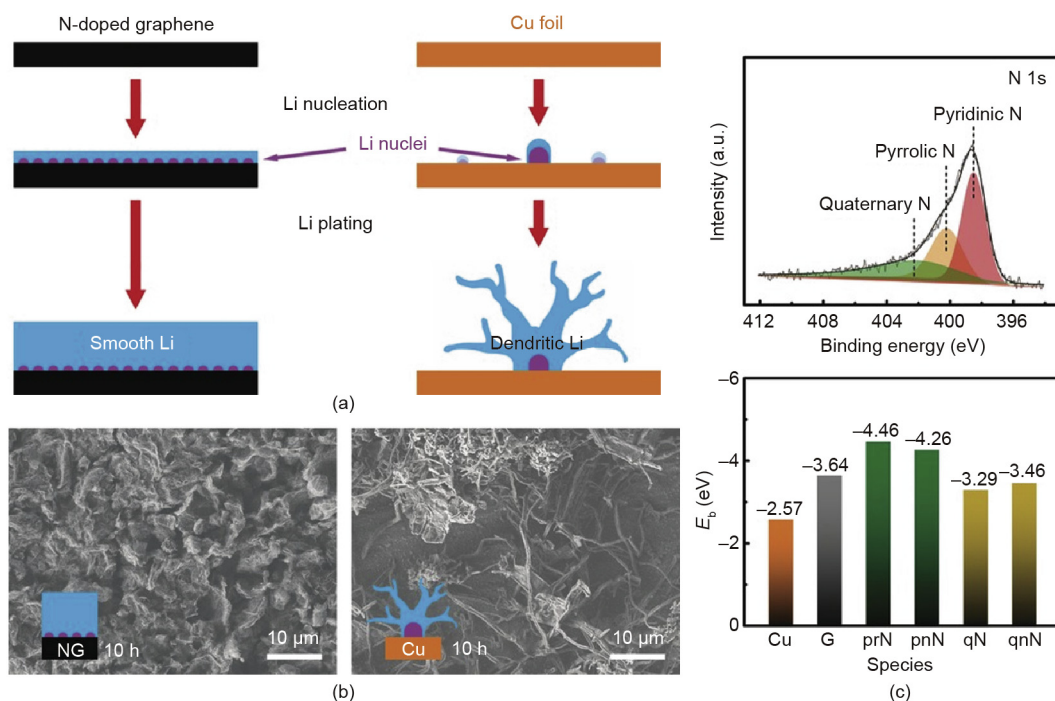 N-doped graphene
Cu foil
Li nucleation
Li nuclei
Li plating
Smooth Li
Dendritic Li
(a)
NG
10 h
10 μm
Cu
10 h
10 μm
(b)
N 1s
Pyridinic N
Pyrrolic N
Quaternary N
Intensity (a.u.)
412 408 404 400 396
Binding energy (eV)
–6
–4
–2
0
E_b (eV)
–2.57
–3.64
–4.46
–4.26
–3.29
–3.46
Cu G prN pnN qN qnN
Species
(c)